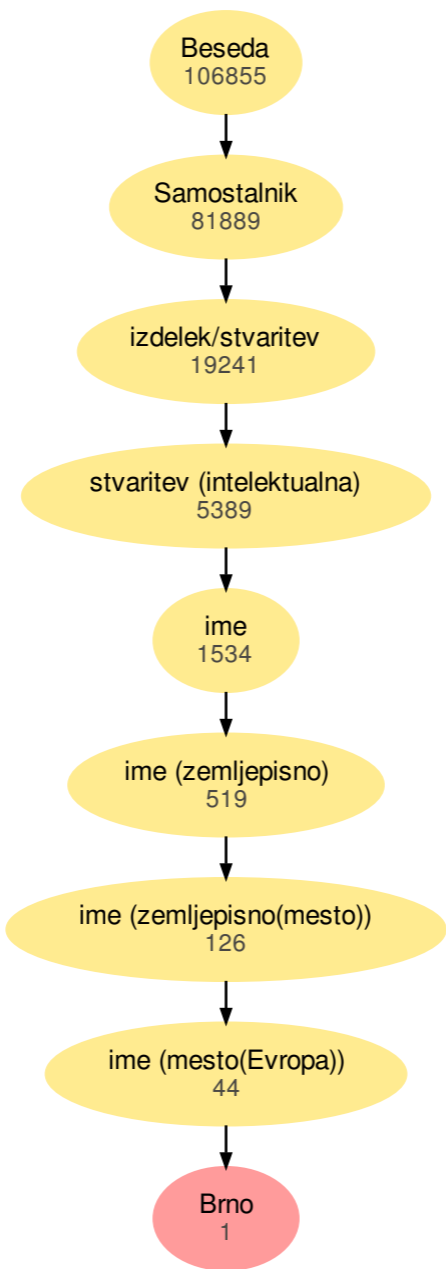 Beseda
106855
Samostalnik
81889
izdelek/stvaritev
19241
stvaritev (intelektualna)
5389
ime
1534
ime (zemljepisno)
519
ime (zemljepisno(mesto))
126
ime (mesto(Evropa))
44
Brno
1